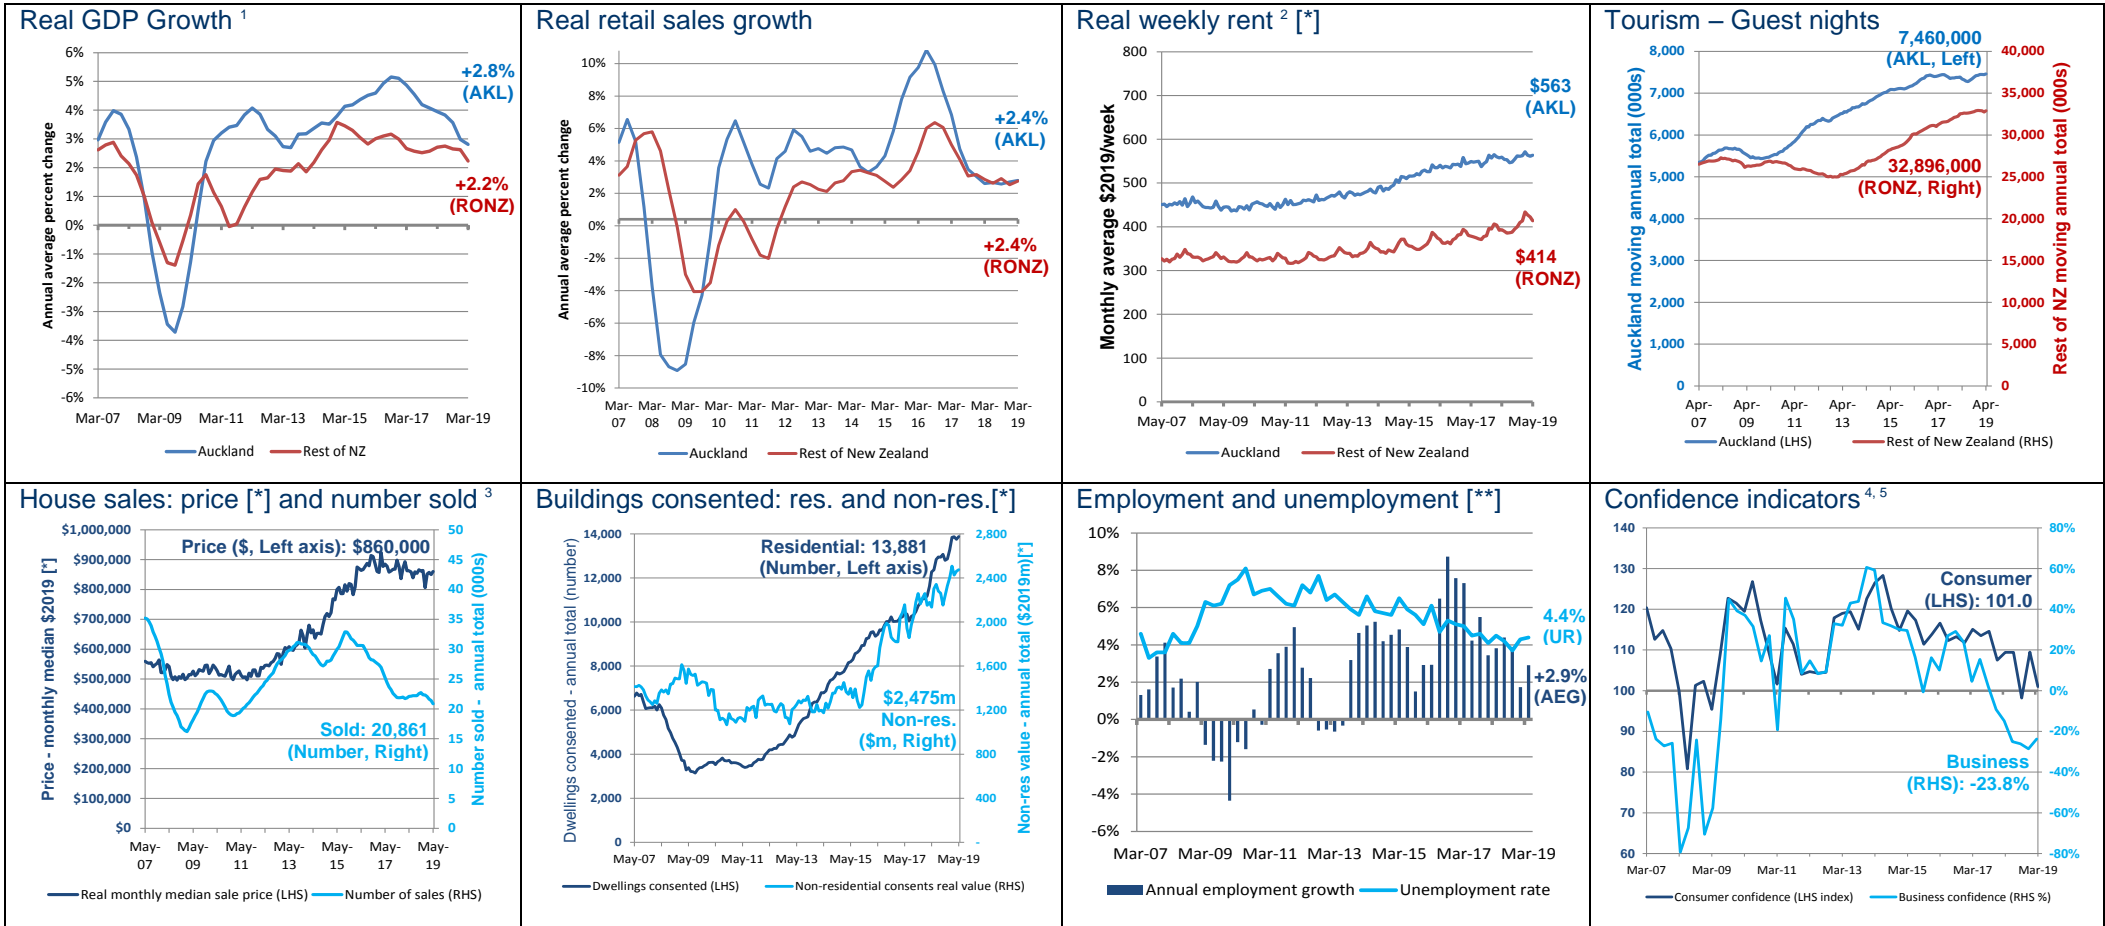 Real GDP Growth 1
Annual average percent change
6%
5%
4%
3%
2%
1%
0%
-1%
-2%
-3%
-4%
-5%
-6%
+2.8%
(AKL)
+2.2%
(RONZ)
Mar-07 Mar-09 Mar-11 Mar-13 Mar-15 Mar-17 Mar-19
Auckland Rest of NZ
Real retail sales growth
Annual average percent change
10%
8%
6%
4%
2%
0%
-2%
-4%
-6%
-8%
-10%
+2.4%
(AKL)
+2.4%
(RONZ)
Mar- Mar- Mar- Mar- Mar- Mar- Mar- Mar- Mar- Mar- Mar- Mar- Mar-
07 08 09 10 11 12 13 14 15 16 17 18 19
Auckland Rest of New Zealand
Real weekly rent 2 [*]
Monthly average $2019/week
800
700
600
500
400
300
200
100
0
$563
(AKL)
$414
(RONZ)
May-07 May-09 May-11 May-13 May-15 May-17 May-19
Auckland Rest of New Zealand
Tourism – Guest nights
Auckland moving annual total (000s)
8,000
7,000
6,000
5,000
4,000
3,000
2,000
1,000
0
7,460,000
(AKL, Left)
32,896,000
(RONZ, Right)
40,000
35,000
30,000
25,000
20,000
15,000
10,000
5,000
0
Rest of NZ moving annual total (000s)
Apr- Apr- Apr- Apr- Apr- Apr- Apr-
07 09 11 13 15 17 19
Auckland (LHS) Rest of New Zealand (RHS)
House sales: price [*] and number sold 3
Price - monthly median $2019 [*]
$1,000,000
$900,000
$800,000
$700,000
$600,000
$500,000
$400,000
$300,000
$200,000
$100,000
$0
Price ($, Left axis): $860,000
Sold: 20,861
(Number, Right)
50
45
40
35
30
25
20
15
10
5
0
Number sold - annual total (000s)
May- May- May- May- May- May- May-
07 09 11 13 15 17 19
Real monthly median sale price (LHS) Number of sales (RHS)
Buildings consented: res. and non-res.[*]
Dwellings consented - annual total (number)
14,000
12,000
10,000
8,000
6,000
4,000
2,000
0
Residential: 13,881
(Number, Left axis)
$2,475m
Non-res.
($m, Right)
2,800
2,400
2,000
1,600
1,200
800
400
-
Non-res value - annual total ($2019m)[*]
May-07 May-09 May-11 May-13 May-15 May-17 May-19
Dwellings consented (LHS) Non-residential consents real value (RHS)
Employment and unemployment [**]
10%
8%
6%
4%
2%
0%
-2%
-4%
-6%
4.4%
(UR)
+2.9%
(AEG)
Mar-07 Mar-09 Mar-11 Mar-13 Mar-15 Mar-17 Mar-19
Annual employment growth Unemployment rate
Confidence indicators 4, 5
140
130
120
110
100
90
80
70
60
Consumer
(LHS): 101.0
Business
(RHS): -23.8%
80%
60%
40%
20%
0%
-20%
-40%
-60%
-80%
Mar-07 Mar-09 Mar-11 Mar-13 Mar-15 Mar-17 Mar-19
Consumer confidence (LHS index) Business confidence (RHS %)